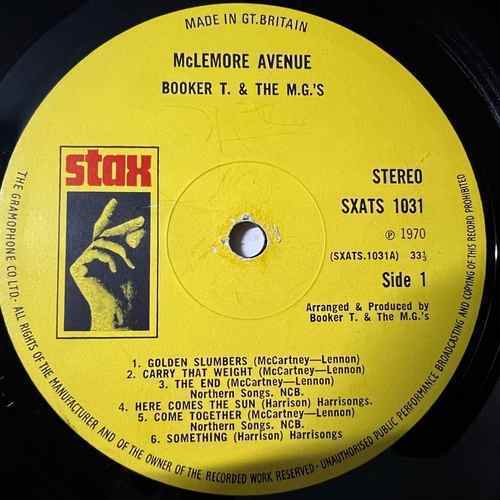 MADE IN GT. BRITAIN
McLEMORE AVENUE
BOOKER T. & THE M.G.'S
stax
STEREO
SXATS 1031
℗ 1970
(SXATS.1031A) 33⅓
Side 1
Arranged & Produced by
Booker T. & The M.G.'s
1. GOLDEN SLUMBERS (McCartney—Lennon)
2. CARRY THAT WEIGHT (McCartney—Lennon)
3. THE END (McCartney—Lennon)
Northern Songs. NCB.
4. HERE COMES THE SUN (Harrison) Harrisongs.
5. COME TOGETHER (McCartney—Lennon)
Northern Songs. NCB.
6. SOMETHING (Harrison) Harrisongs
THE GRAMOPHONE CO LTD. · ALL RIGHTS OF THE MANUFACTURER AND OF THE OWNER OF THE RECORDED WORK RESERVED · UNAUTHORISED PUBLIC PERFORMANCE BROADCASTING AND COPYING OF THIS RECORD PROHIBITED